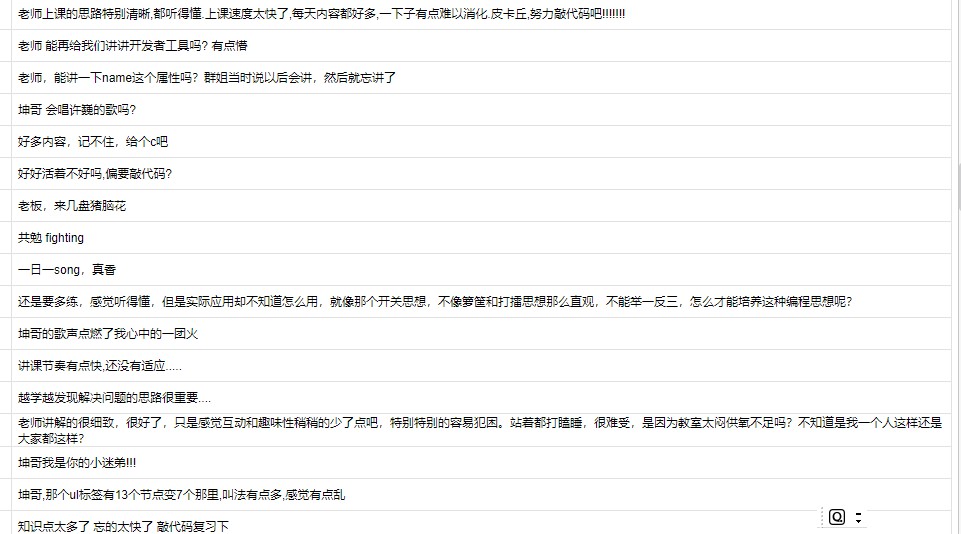 老师上课的思路特别清晰,都听得懂.上课速度太快了,每天内容都好多,一下子有点难以消化.皮卡丘,努力敲代码吧!!!!!!!
老师 能再给我们讲讲开发者工具吗? 有点懵
老师，能讲一下name这个属性吗？群姐当时说以后会讲，然后就忘讲了
坤哥 会唱许巍的歌吗?
好多内容，记不住，给个c吧
好好活着不好吗,偏要敲代码?
老板，来几盘猪脑花
共勉 fighting
一日一song，真香
还是要多练，感觉听得懂，但是实际应用却不知道怎么用，就像那个开关思想，不像箩筐和打擂思想那么直观，不能举一反三，怎么才能培养这种编程思想呢？
坤哥的歌声点燃了我心中的一团火
讲课节奏有点快,还没有适应.....
越学越发现解决问题的思路很重要....
老师讲解的很细致，很好了，只是感觉互动和趣味性稍稍的少了点吧，特别特别的容易犯困。站着都打瞌睡，很难受，是因为教室太闷供氧不足吗？不知道是我一个人这样还是
大家都这样？
坤哥我是你的小迷弟!!!
坤哥,那个ul标签有13个节点变7个那里,叫法有点多,感觉有点乱
知识点太多了 忘的太快了 敲代码复习下